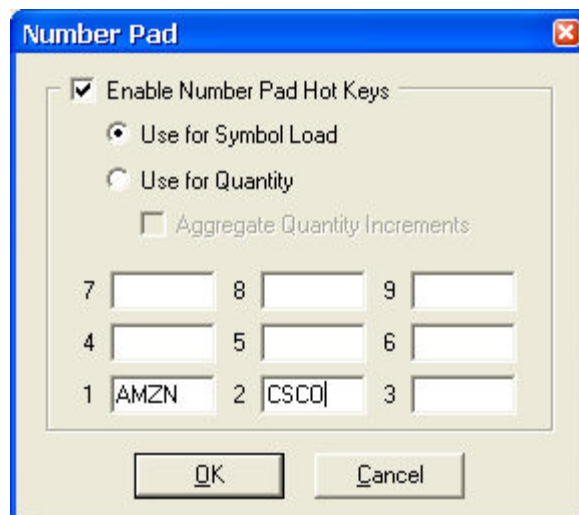 Number Pad
Enable Number Pad Hot Keys
Use for Symbol Load
Use for Quantity
Aggregate Quantity Increments
7 8 9
4 5 6
1 AMZN 2 CSCO 3
OK Cancel